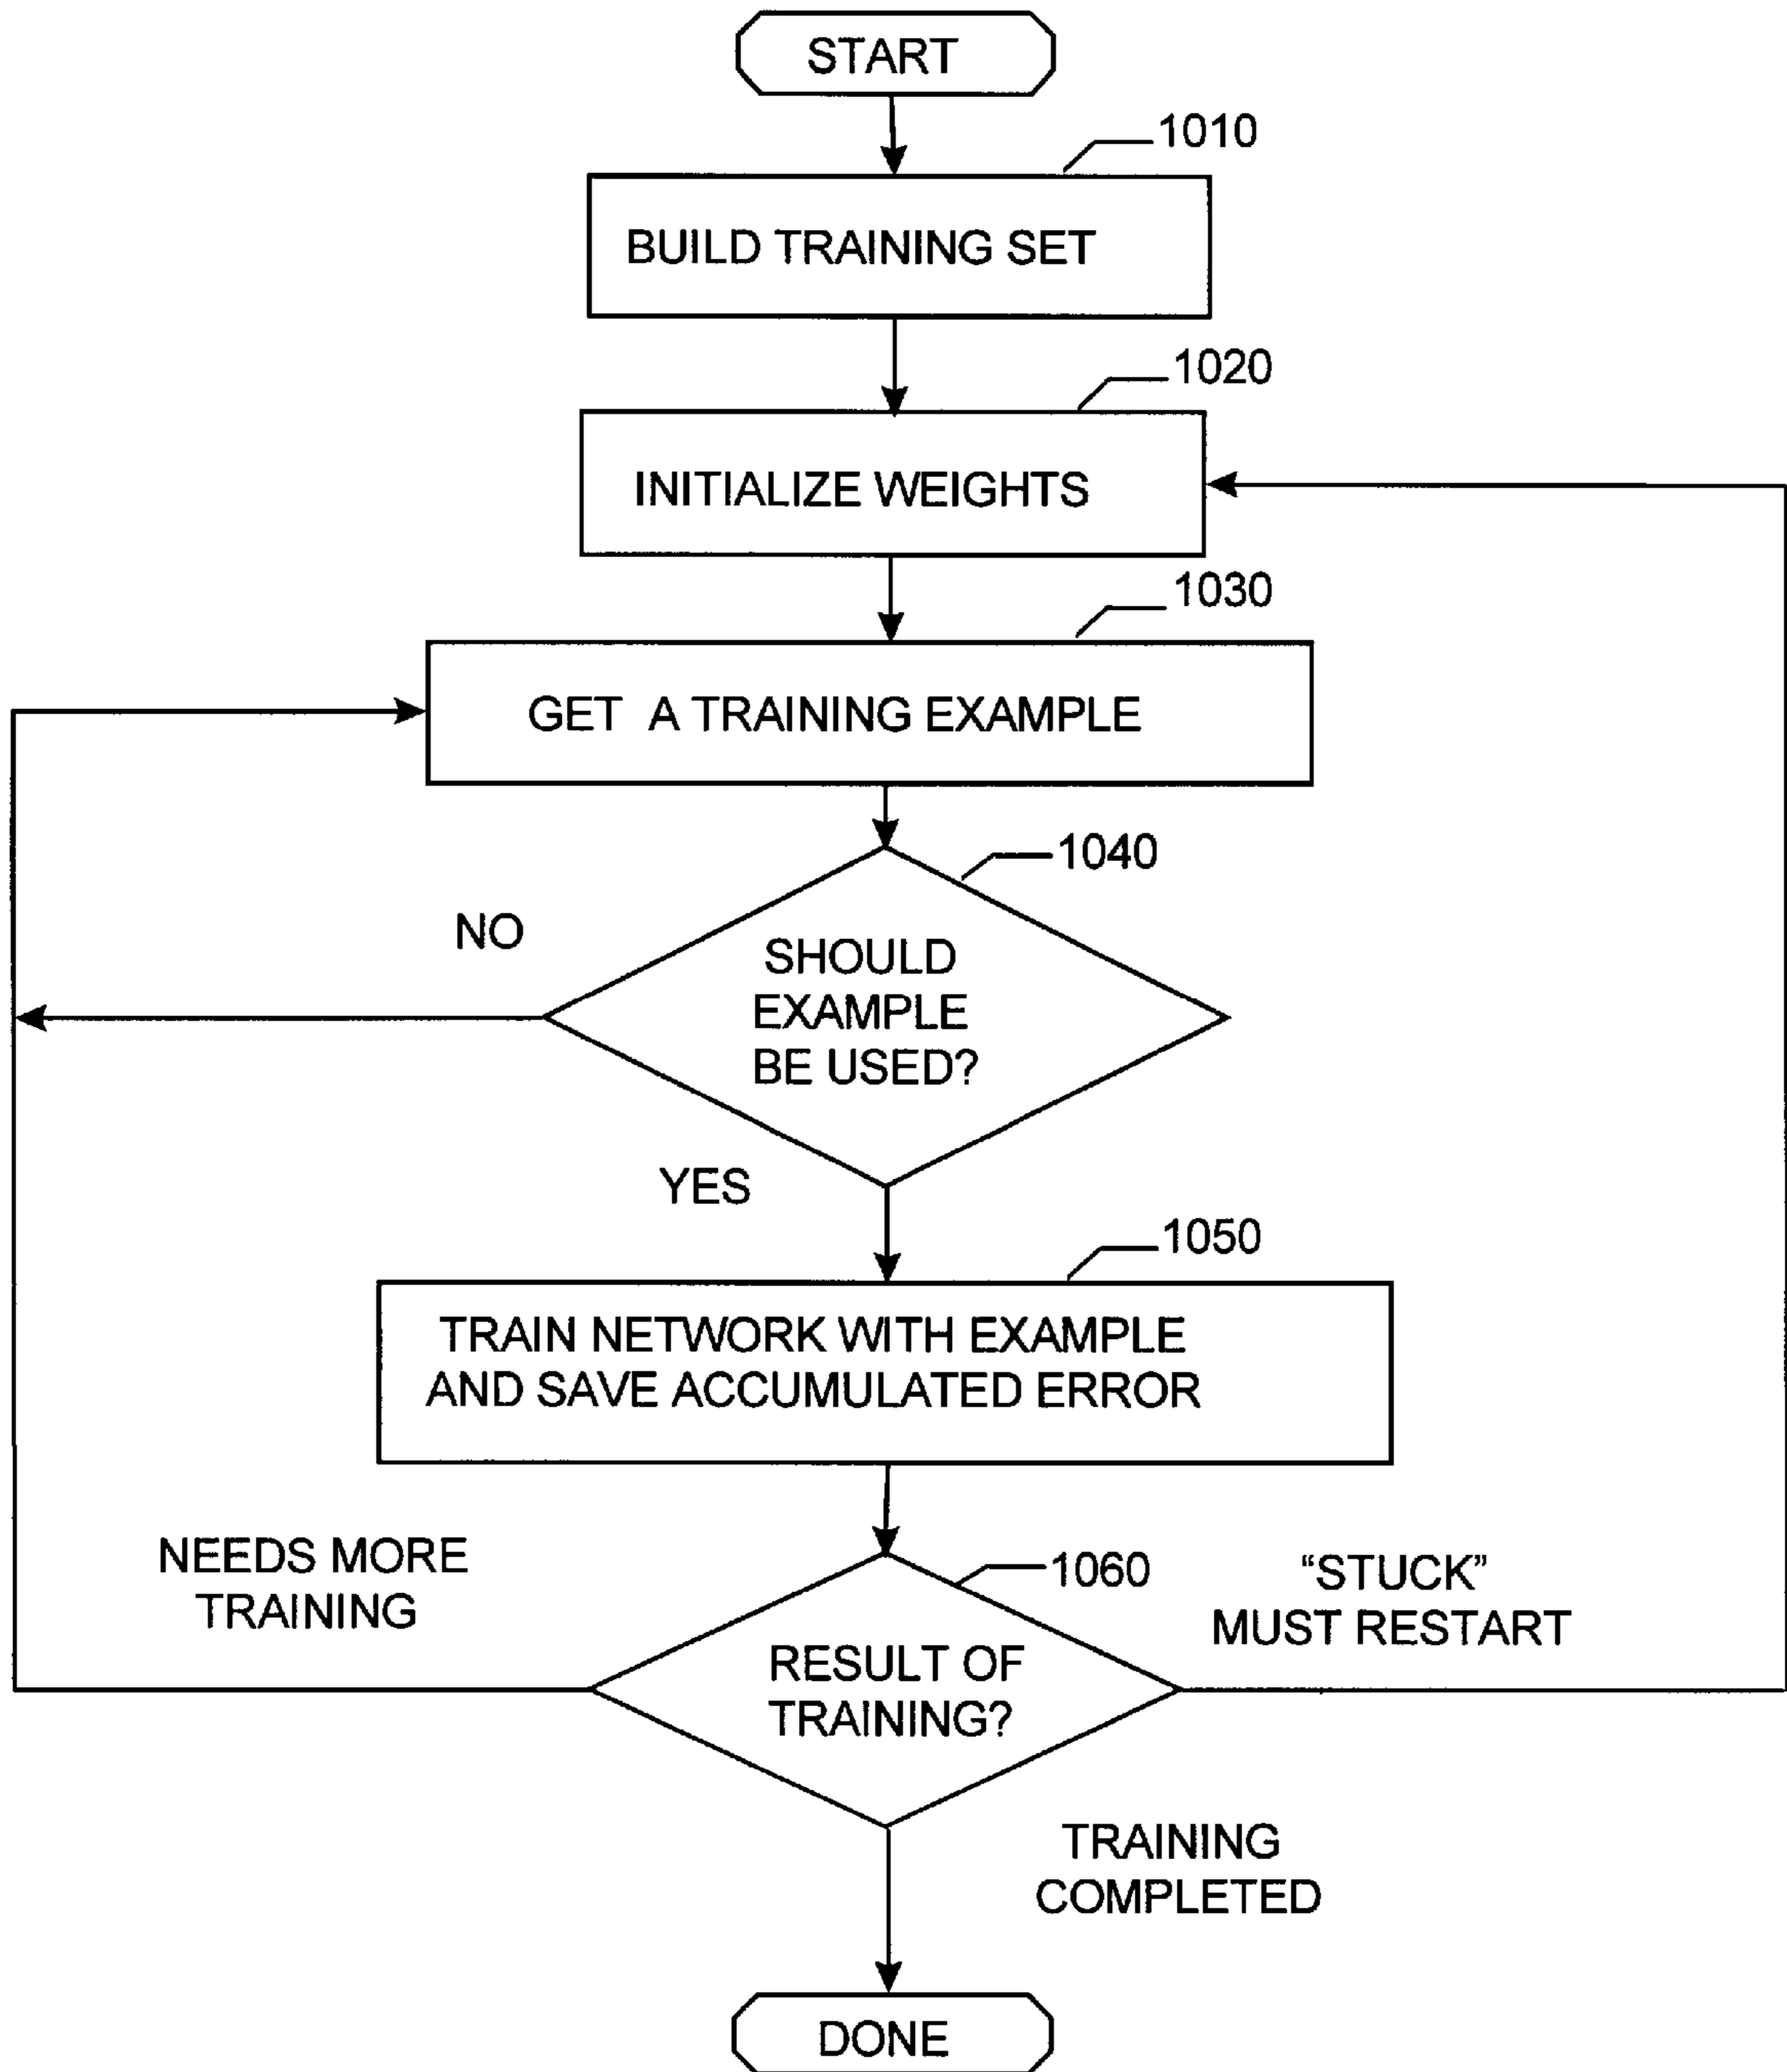 START
1010
BUILD TRAINING SET
1020
INITIALIZE WEIGHTS
1030
GET A TRAINING EXAMPLE
1040
NO
SHOULD
EXAMPLE
BE USED?
YES
1050
TRAIN NETWORK WITH EXAMPLE
AND SAVE ACCUMULATED ERROR
NEEDS MORE
TRAINING
1060
“STUCK”
MUST RESTART
RESULT OF
TRAINING?
TRAINING
COMPLETED
DONE